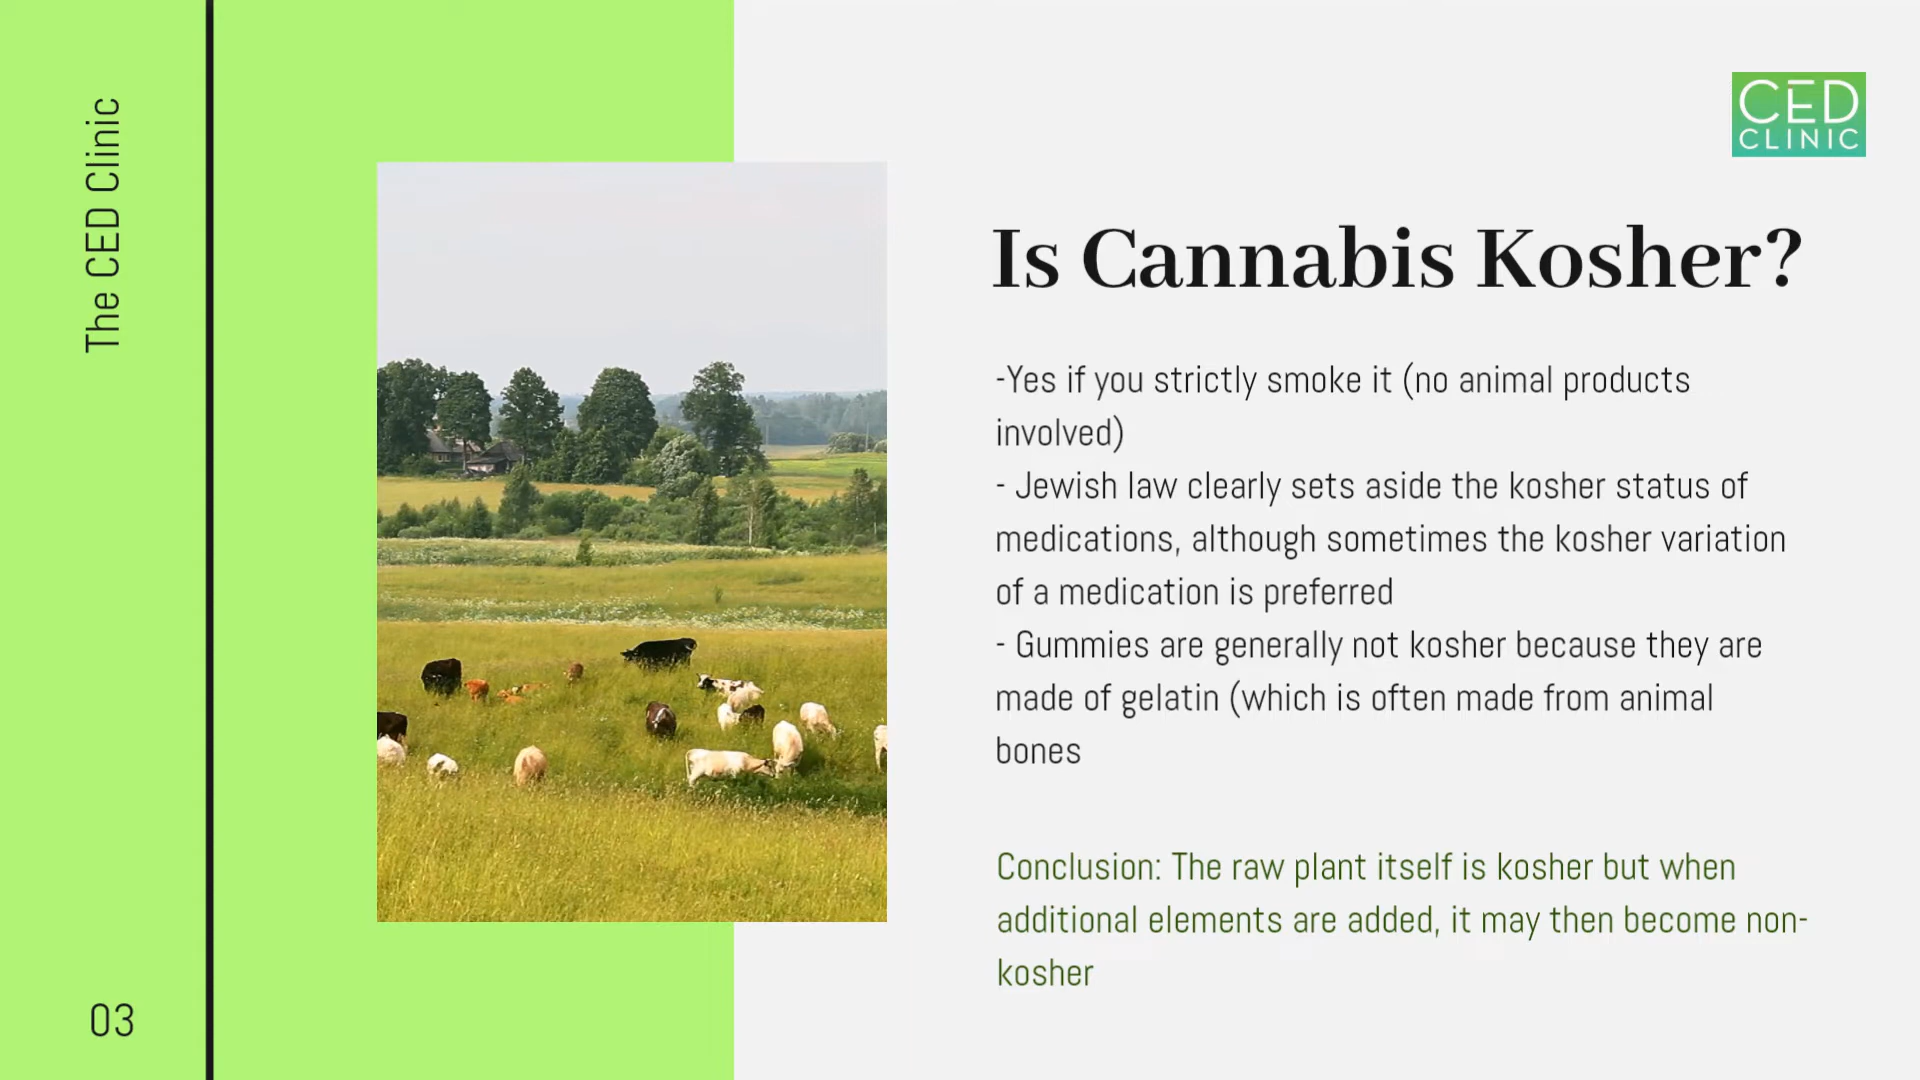 The CED Clinic
03
CED
CLINIC
Is Cannabis Kosher?
-Yes if you strictly smoke it (no animal products
involved)
- Jewish law clearly sets aside the kosher status of
medications, although sometimes the kosher variation
of a medication is preferred
- Gummies are generally not kosher because they are
made of gelatin (which is often made from animal
bones
Conclusion: The raw plant itself is kosher but when
additional elements are added, it may then become non-
kosher